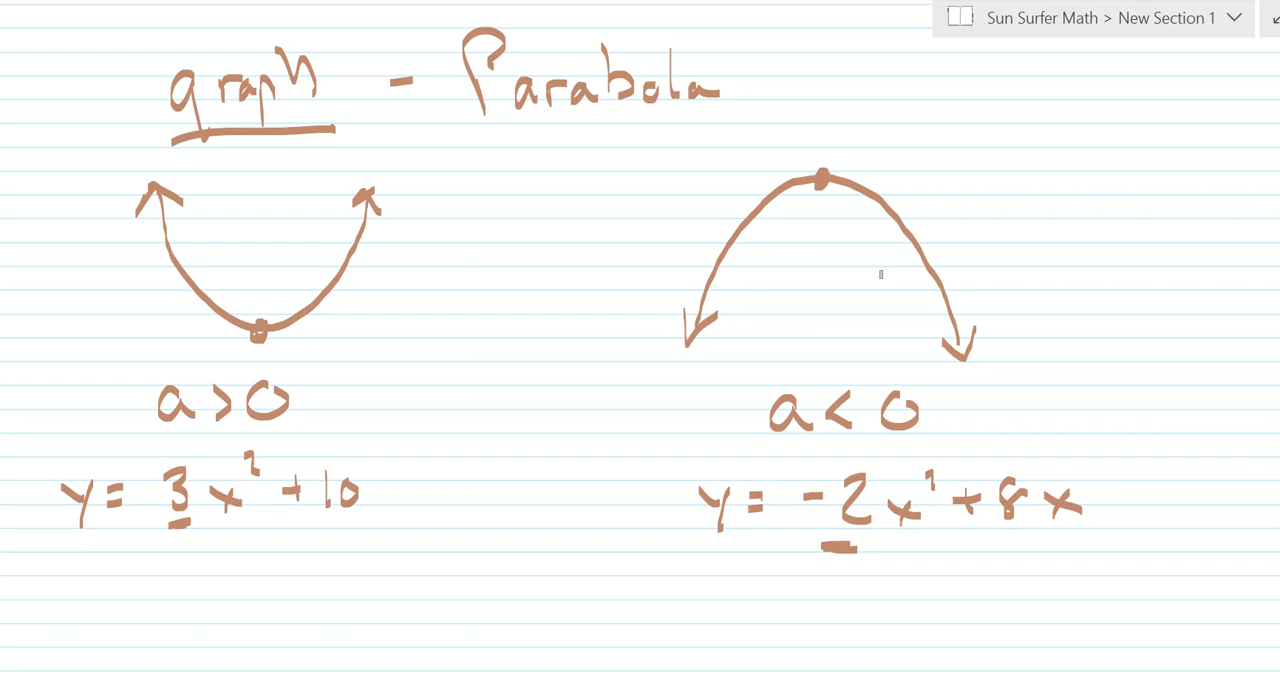 Sun Surfer Math > New Section 1
graph - Parabola
a > 0
a < 0
y = 3x² + 10
y = -2x² + 8x